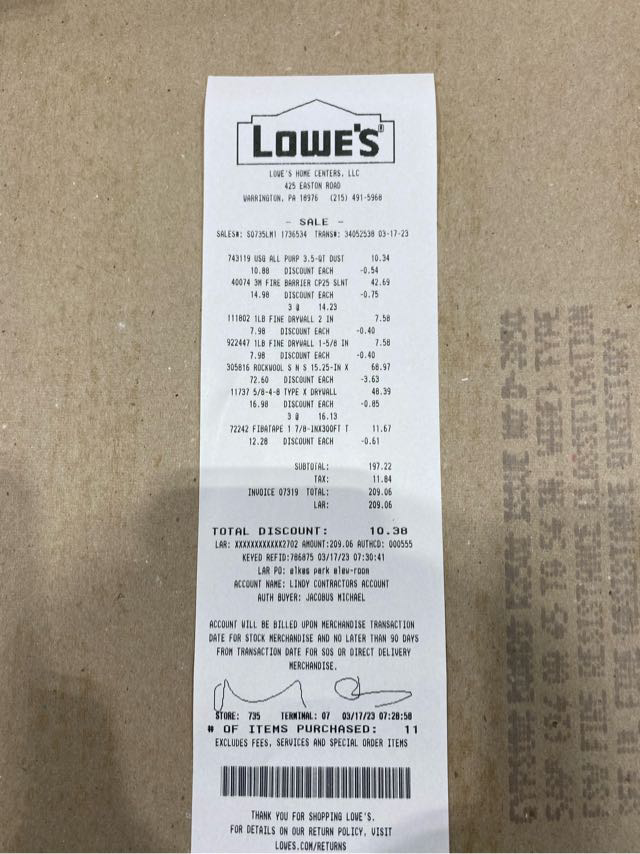 LOWE'S
LOWE'S HOME CENTERS, LLC
425 EASTON ROAD
WARRINGTON, PA 18976 (215) 491-5968
- SALE -
SALES#: SO735LM1 1736534 TRANS#: 34052538 03-17-23
743119 USG ALL PURP 3.5-QT DUST 10.34
10.88 DISCOUNT EACH -0.54
40074 3M FIRE BARRIER CP25 SLNT 42.69
14.98 DISCOUNT EACH -0.75
3 @ 14.23
111802 1LB FINE DRYWALL 2 IN 7.58
7.98 DISCOUNT EACH -0.40
922447 1LB FINE DRYWALL 1-5/8 IN 7.58
7.98 DISCOUNT EACH -0.40
305816 ROCKWOOL S N S 15.25-IN X 68.97
72.60 DISCOUNT EACH -3.63
11737 5/8-4-8 TYPE X DRYWALL 48.39
16.98 DISCOUNT EACH -0.85
3 @ 16.13
72242 FIBATAPE 1 7/8-INX300FT T 11.67
12.28 DISCOUNT EACH -0.61
SUBTOTAL: 197.22
TAX: 11.84
INVOICE 07319 TOTAL: 209.06
LAR: 209.06
TOTAL DISCOUNT: 10.38
LAR: XXXXXXXXXXXX2702 AMOUNT:209.06 AUTHCD: 000555
KEYED REFID:786875 03/17/23 07:30:41
LAR PO: elkes park elev-room
ACCOUNT NAME: LINDY CONTRACTORS ACCOUNT
AUTH BUYER: JACOBUS MICHAEL
ACCOUNT WILL BE BILLED UPON MERCHANDISE TRANSACTION
DATE FOR STOCK MERCHANDISE AND NO LATER THAN 90 DAYS
FROM TRANSACTION DATE FOR SOS OR DIRECT DELIVERY
MERCHANDISE.
STORE: 735 TERMINAL: 07 03/17/23 07:28:58
# OF ITEMS PURCHASED: 11
EXCLUDES FEES, SERVICES AND SPECIAL ORDER ITEMS
THANK YOU FOR SHOPPING LOWE'S.
FOR DETAILS ON OUR RETURN POLICY, VISIT
LOWES.COM/RETURNS